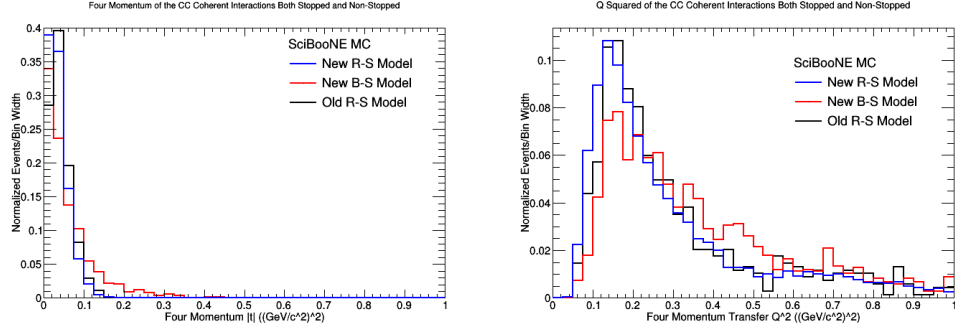 Four Momentum of the CC Coherent Interactions Both Stopped and Non-Stopped
Normalized Events/Bin Width
0.4
0.35
0.3
0.25
0.2
0.15
0.1
0.05
0
SciBooNE MC
New R-S Model
New B-S Model
Old R-S Model
0 0.1 0.2 0.3 0.4 0.5 0.6 0.7 0.8 0.9 1
Four Momentum |t| ((GeV/c^2)^2)
Q Squared of the CC Coherent Interactions Both Stopped and Non-Stopped
Normalized Events/Bin Width
0.1
0.08
0.06
0.04
0.02
0
SciBooNE MC
New R-S Model
New B-S Model
Old R-S Model
0 0.1 0.2 0.3 0.4 0.5 0.6 0.7 0.8 0.9 1
Four Momentum Transfer Q^2 ((GeV/c^2)^2)